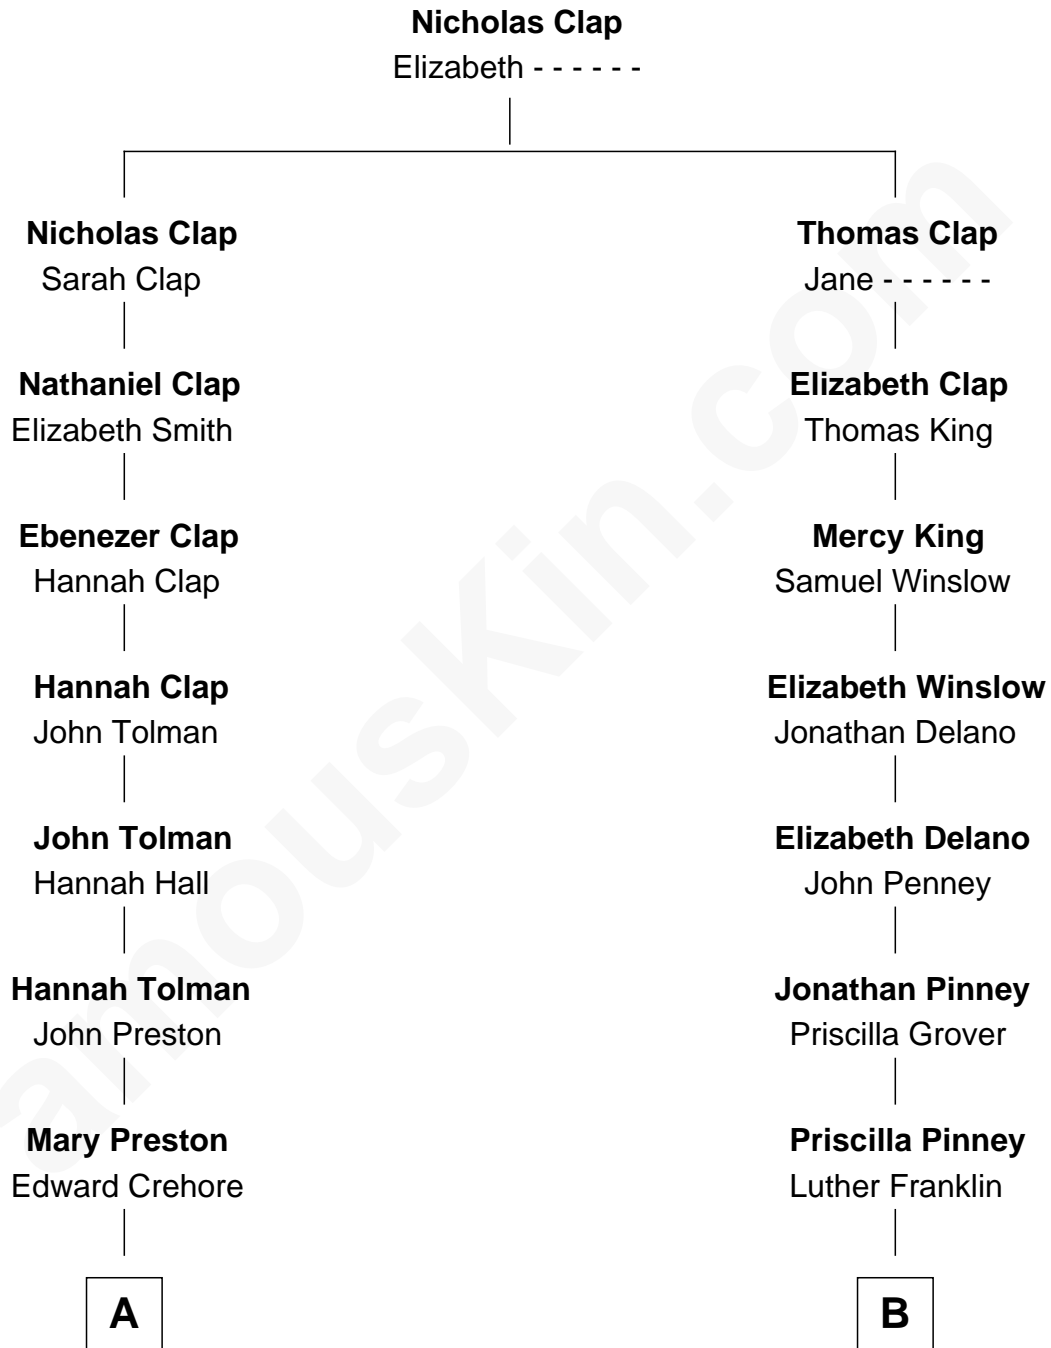 Nicholas Clap
Elizabeth - - - - - -
Nicholas Clap
Sarah Clap
Thomas Clap
Jane - - - - - -
Nathaniel Clap
Elizabeth Smith
Elizabeth Clap
Thomas King
Ebenezer Clap
Hannah Clap
Mercy King
Samuel Winslow
Hannah Clap
John Tolman
Elizabeth Winslow
Jonathan Delano
John Tolman
Hannah Hall
Elizabeth Delano
John Penney
Hannah Tolman
John Preston
Jonathan Pinney
Priscilla Grover
Mary Preston
Edward Crehore
Priscilla Pinney
Luther Franklin
A
B
amousKin.com